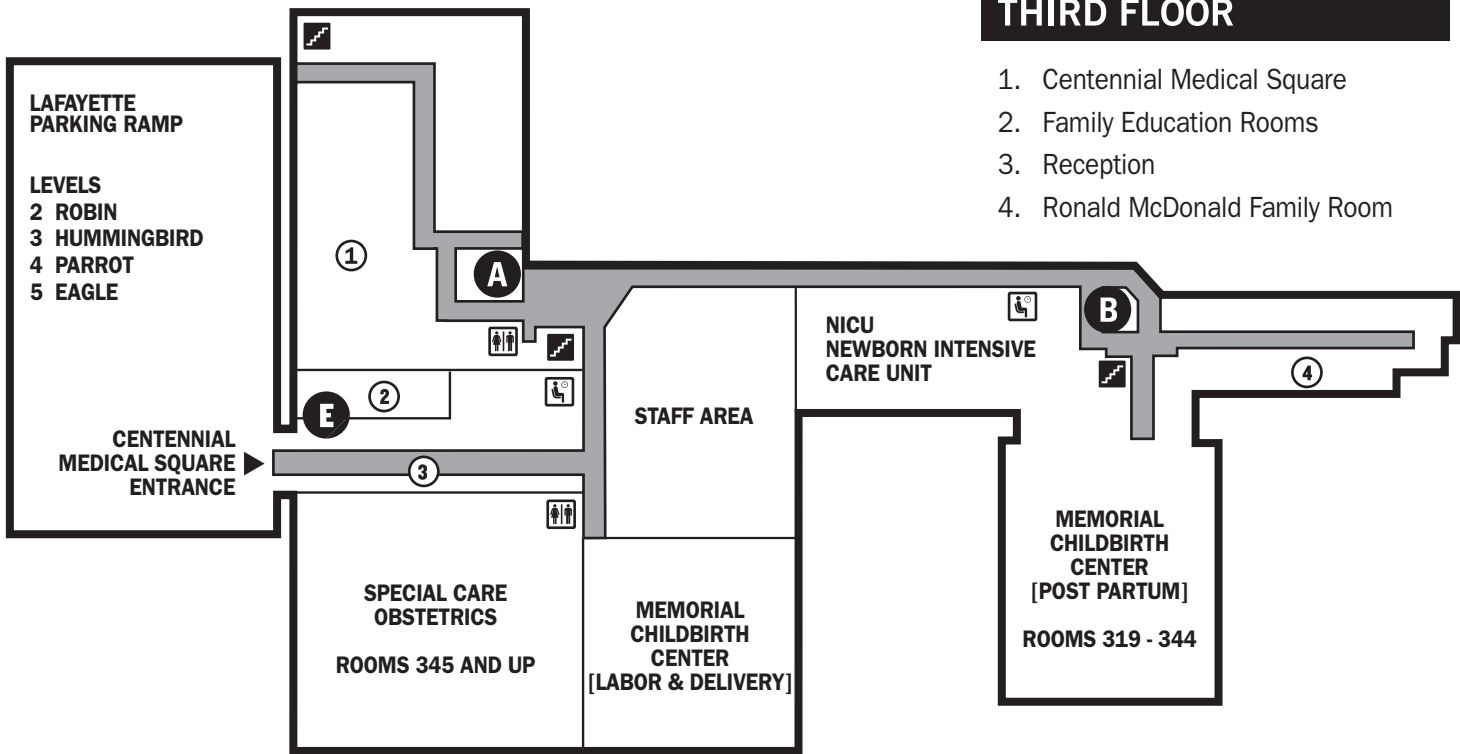 THIRD FLOOR
1. Centennial Medical Square
2. Family Education Rooms
3. Reception
4. Ronald McDonald Family Room
LAFAYETTE
PARKING RAMP
LEVELS
2 ROBIN
3 HUMMINGBIRD
4 PARROT
5 EAGLE
1
A
B
NICU
NEWBORN INTENSIVE
CARE UNIT
4
2
E
STAFF AREA
CENTENNIAL
MEDICAL SQUARE
ENTRANCE
3
SPECIAL CARE
OBSTETRICS
ROOMS 345 AND UP
MEMORIAL
CHILDBIRTH
CENTER
[LABOR & DELIVERY]
MEMORIAL
CHILDBIRTH
CENTER
[POST PARTUM]
ROOMS 319 - 344